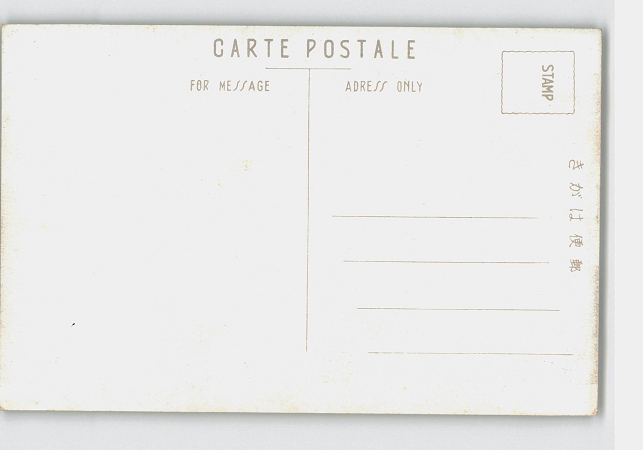 CARTE POSTALE
FOR MESSAGE
ADRESS ONLY
STAMP
郵便はがき